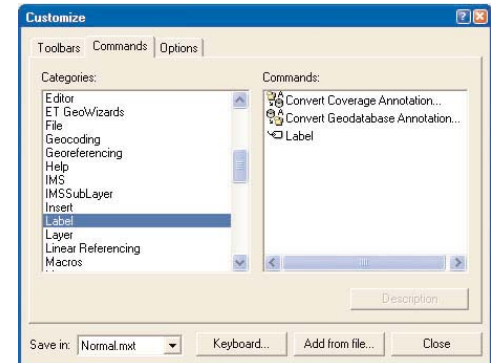 Customize
Toolbars Commands Options
Categories:
Editor
ET GeoWizards
File
Geocoding
Georeferencing
Help
IMS
IMSSubLayer
Insert
Label
Layer
Linear Referencing
Macros
Commands:
Convert Coverage Annotation...
Convert Geodatabase Annotation...
Label
Description
Save in: Normal.mxt Keyboard... Add from file... Close